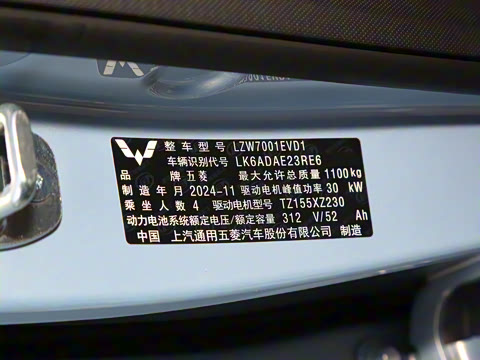 整车型号 LZW7001EVD1
车辆识别代号 LK6ADAE23RE6
品牌 五菱 最大允许总质量 1100kg
制造年月 2024-11 驱动电机峰值功率 30 kW
乘坐人数 4 驱动电机型号 TZ155XZ230
动力电池系统额定电压/额定容量 312 V/52 Ah
中国 上汽通用五菱汽车股份有限公司 制造